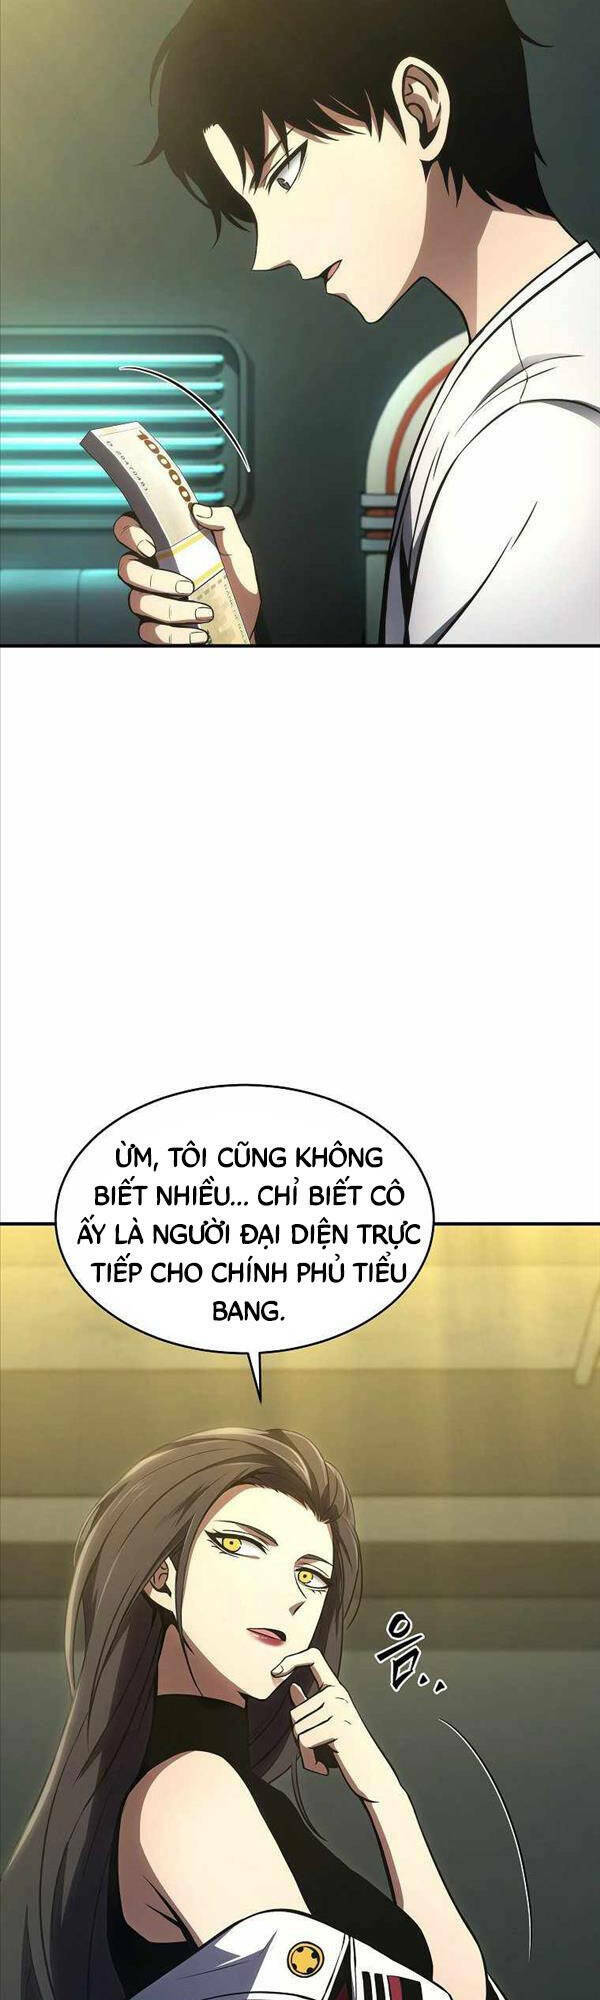 10000
ỪM, TÔI CŨNG KHÔNG
BIẾT NHIỀU... CHỈ BIẾT CÔ
ẤY LÀ NGƯỜI ĐẠI DIỆN TRỰC
TIẾP CHO CHÍNH PHỦ TIỂU
BANG.
음..